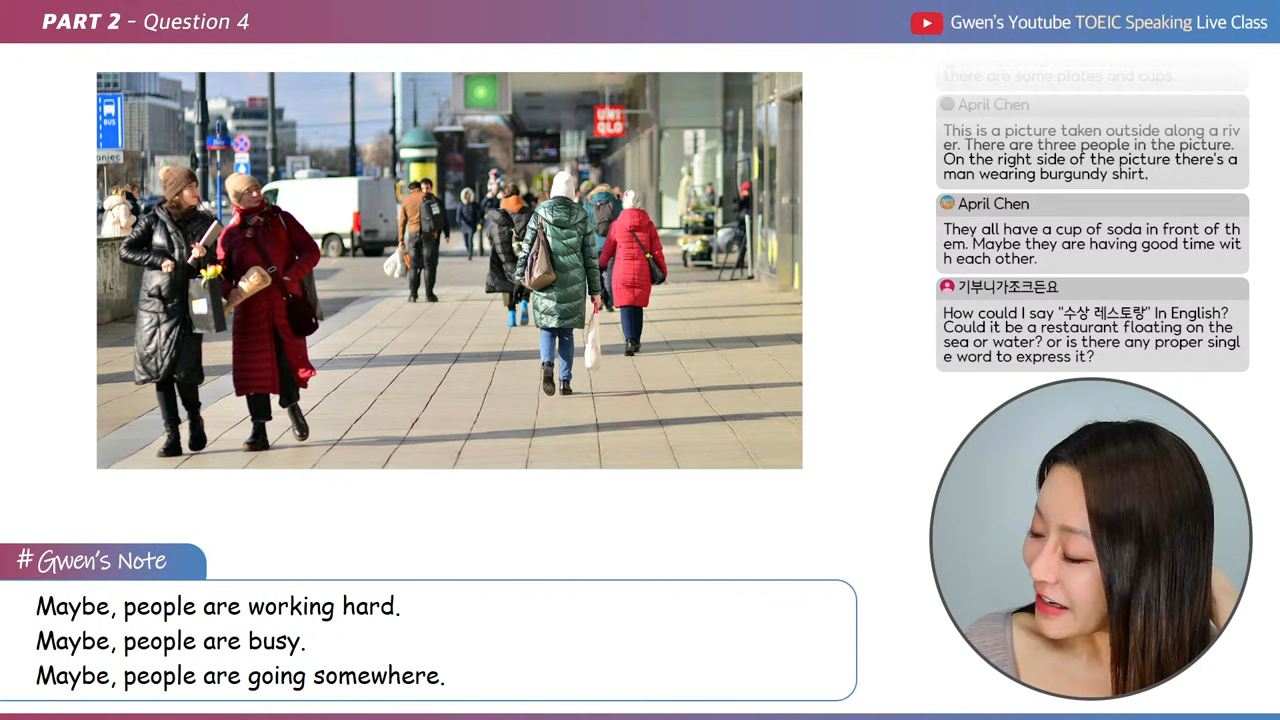 PART 2 - Question 4
Gwen's Youtube TOEIC Speaking Live Class
BUS
oniec
UNI
QLO
there are some plates and cups.
April Chen
This is a picture taken outside along a riv
er. There are three people in the picture.
On the right side of the picture there's a
man wearing burgundy shirt.
April Chen
They all have a cup of soda in front of th
em. Maybe they are having good time wit
h each other.
기부니가조크든요
How could I say "수상 레스토랑" In English?
Could it be a restaurant floating on the
sea or water? or is there any proper singl
e word to express it?
# Gwen's Note
Maybe, people are working hard.
Maybe, people are busy.
Maybe, people are going somewhere.